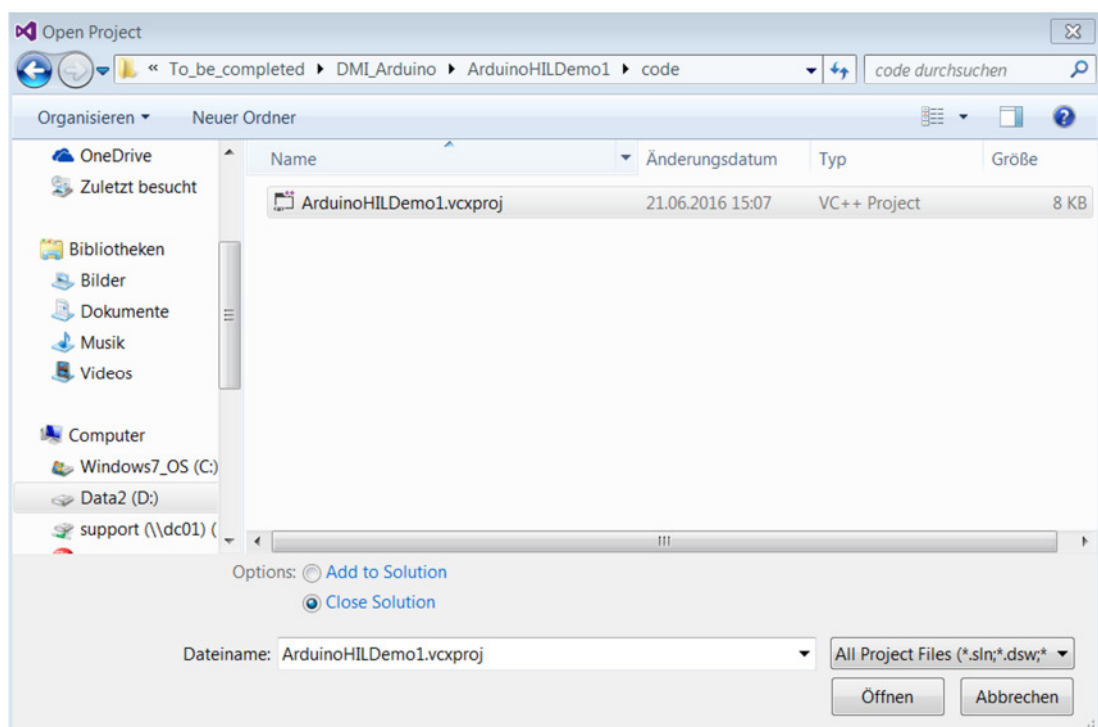 Open Project
« To_be_completed DMI_Arduino ArduinoHILDemo1 code code durchsuchen
Organisieren Neuer Ordner
OneDrive
Zuletzt besucht
Bibliotheken
Bilder
Dokumente
Musik
Videos
Computer
Windows7_OS (C:)
Data2 (D:)
support (\\dc01) (
Name Änderungsdatum Typ Größe
ArduinoHILDemo1.vcxproj 21.06.2016 15:07 VC++ Project 8 KB
Options: Add to Solution
Close Solution
Dateiname: ArduinoHILDemo1.vcxproj All Project Files (*.sln;*.dsw;*
Öffnen Abbrechen